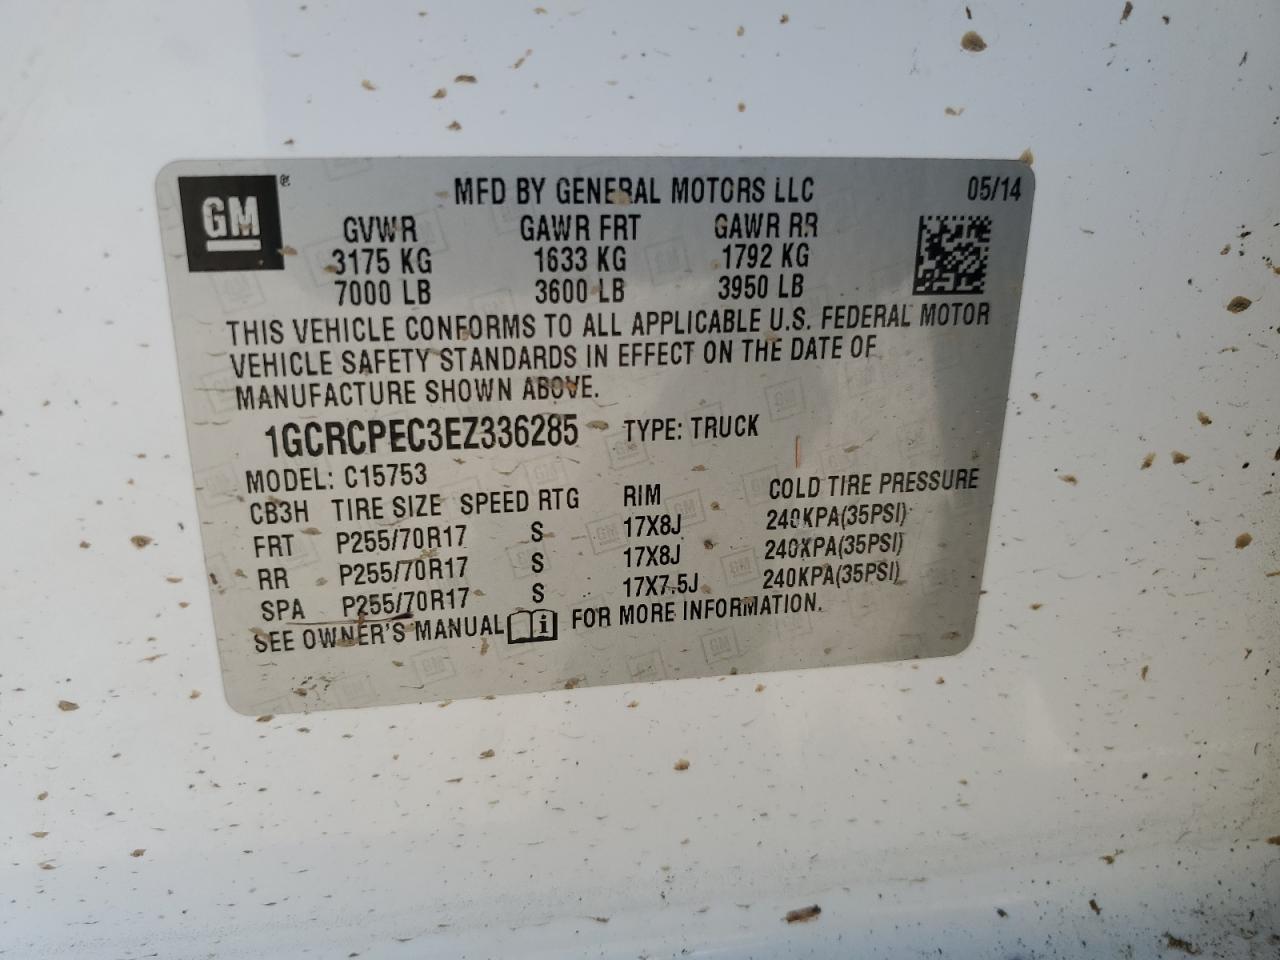 GM ®
MFD BY GENERAL MOTORS LLC 05/14
GVWR GAWR FRT GAWR RR
3175 KG 1633 KG 1792 KG
7000 LB 3600 LB 3950 LB
THIS VEHICLE CONFORMS TO ALL APPLICABLE U.S. FEDERAL MOTOR
VEHICLE SAFETY STANDARDS IN EFFECT ON THE DATE OF
MANUFACTURE SHOWN ABOVE.
1GCRCPEC3EZ336285 TYPE: TRUCK
MODEL: C15753
CB3H TIRE SIZE SPEED RTG RIM COLD TIRE PRESSURE
FRT P255/70R17 S 17X8J 240KPA(35PSI)
RR P255/70R17 S 17X8J 240KPA(35PSI)
SPA P255/70R17 S 17X7.5J 240KPA(35PSI)
SEE OWNER'S MANUAL i FOR MORE INFORMATION.